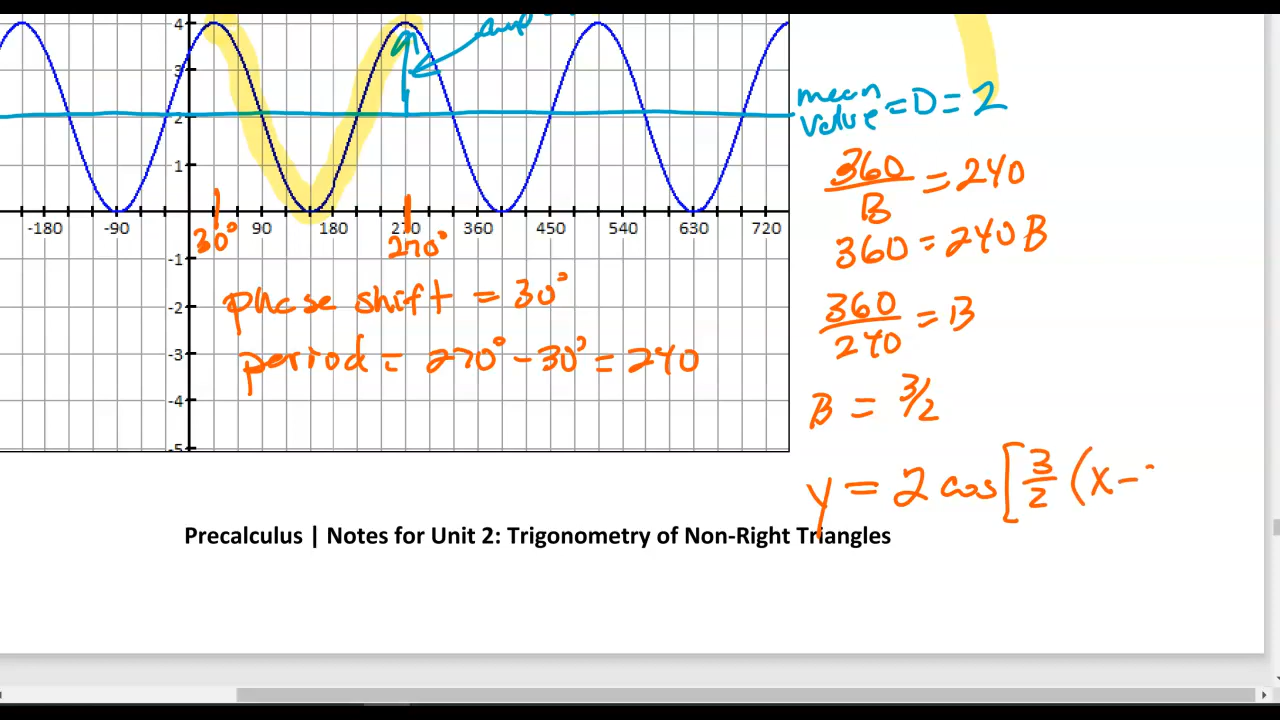 4
amp
3
mean
value = D = 2
2
360/B = 240
1
-180 -90 90 180 270 360 450 540 630 720
30° 270°
360 = 240B
-1
phase shift = 30°
-2
360/240 = B
period = 270° - 30° = 240
-3
B = 3/2
-4
-5
y = 2 cos[3/2 (x -
Precalculus | Notes for Unit 2: Trigonometry of Non-Right Triangles